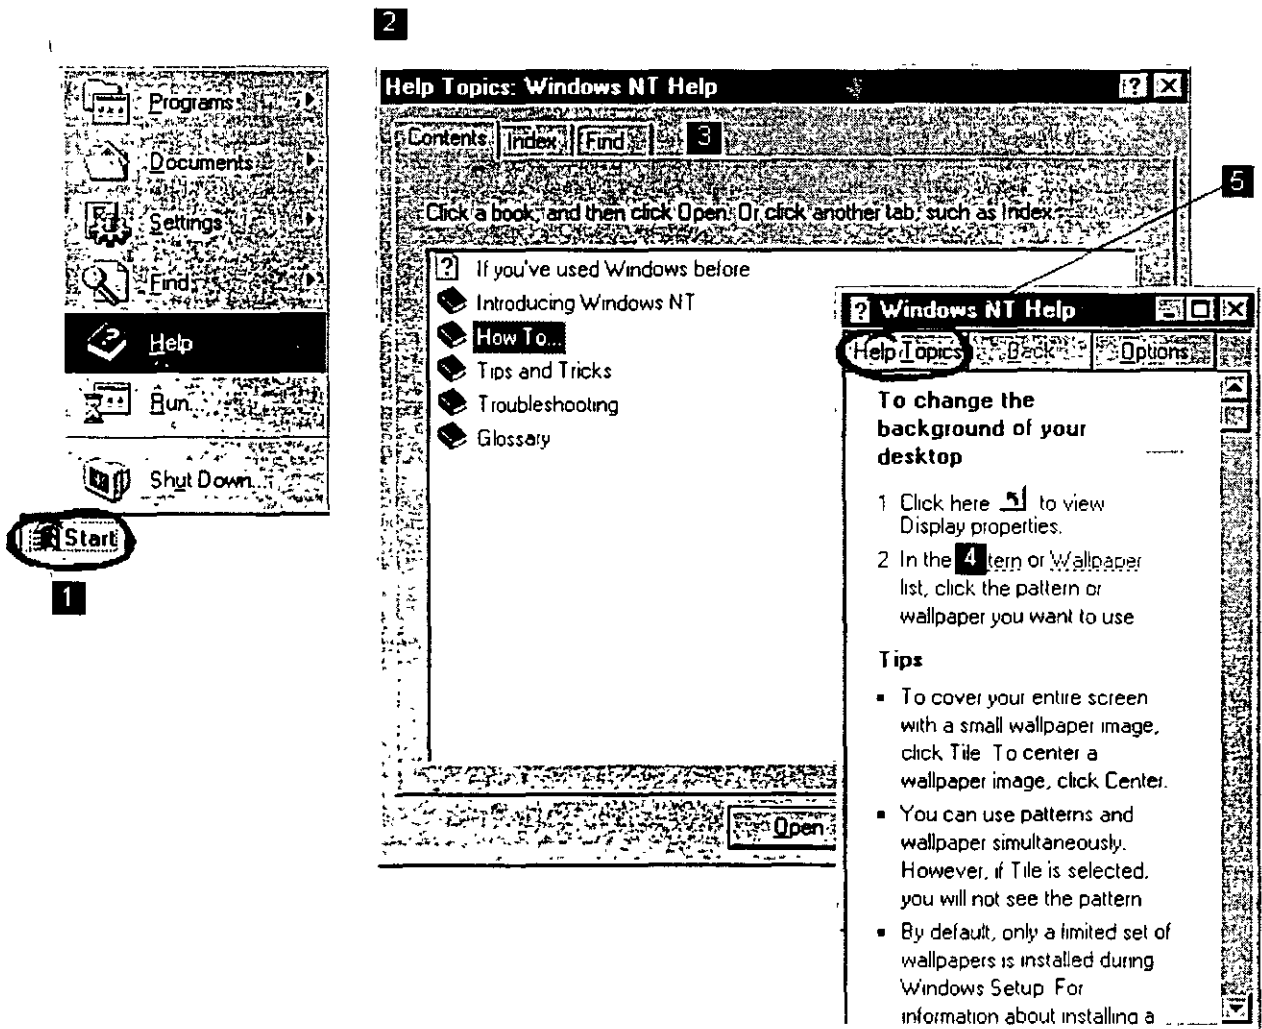 2
Programs
Documents
Settings
Find
Help
Run...
Shut Down...
Start
1
Help Topics: Windows NT Help
Contents Index Find 3
Click a book, and then click Open. Or click another tab, such as Index.
If you've used Windows before
Introducing Windows NT
How To...
Tips and Tricks
Troubleshooting
Glossary
Open
5
Windows NT Help
Help Topics Back Options
To change the
background of your
desktop
1 Click here to view
Display properties.
2 In the 4 tern or Wallpaper
list, click the pattern or
wallpaper you want to use
Tips
▪ To cover your entire screen
with a small wallpaper image,
click Tile To center a
wallpaper image, click Center.
▪ You can use patterns and
wallpaper simultaneously.
However, if Tile is selected,
you will not see the pattern
▪ By default, only a limited set of
wallpapers is installed during
Windows Setup For
information about installing a